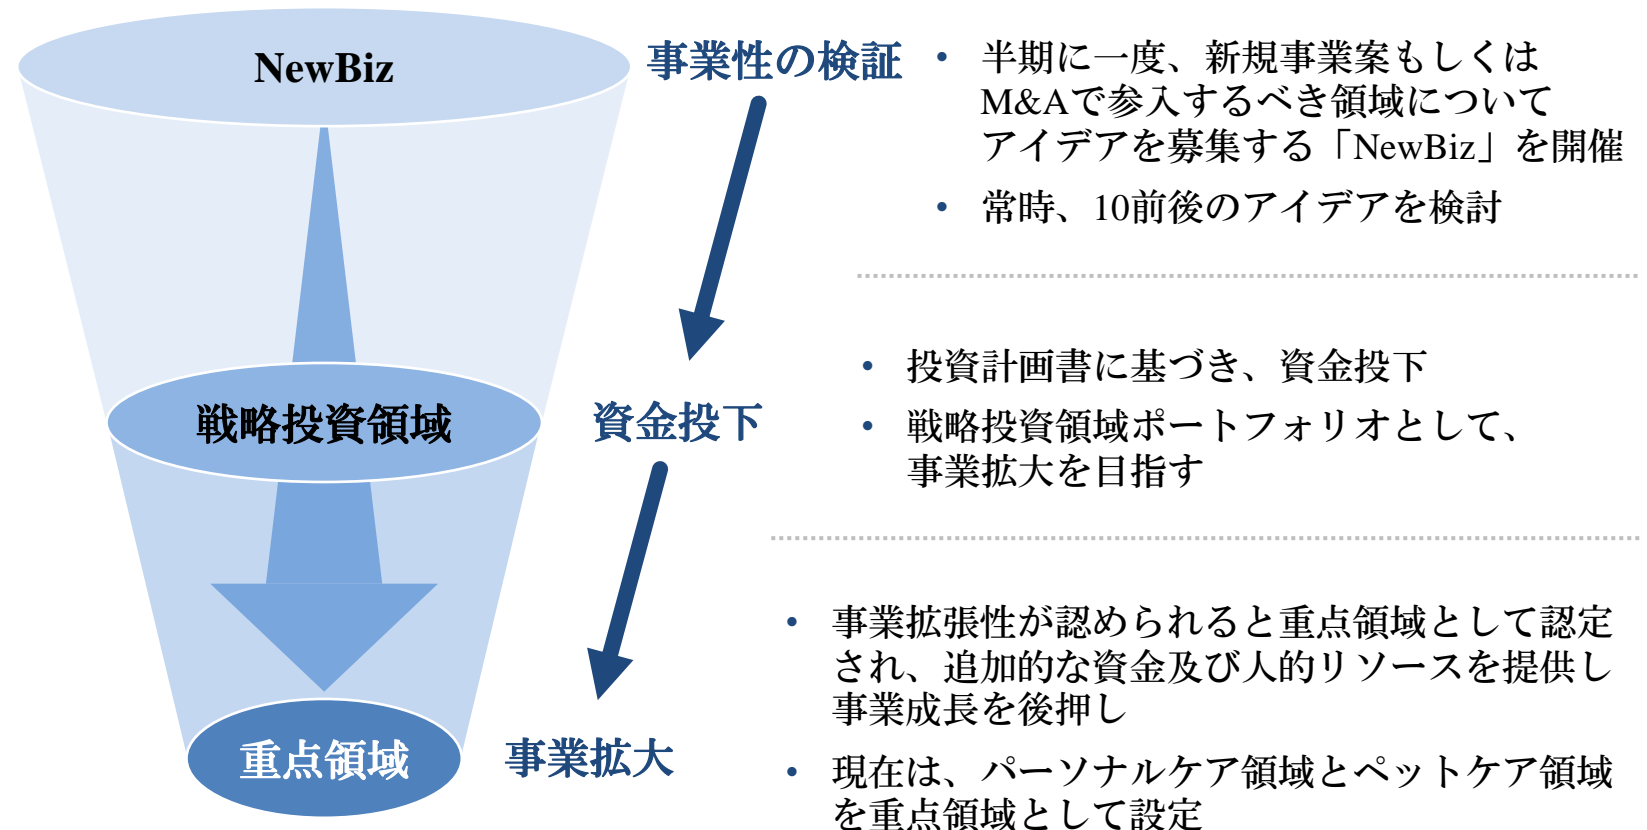 NewBiz
事業性の検証
• 半期に一度、新規事業案もしくは
M&Aで参入するべき領域について
アイデアを募集する「NewBiz」を開催
• 常時、10前後のアイデアを検討
戦略投資領域
資金投下
• 投資計画書に基づき、資金投下
• 戦略投資領域ポートフォリオとして、
事業拡大を目指す
重点領域
事業拡大
• 事業拡張性が認められると重点領域として認定
され、追加的な資金及び人的リソースを提供し
事業成長を後押し
• 現在は、パーソナルケア領域とペットケア領域
を重点領域として設定